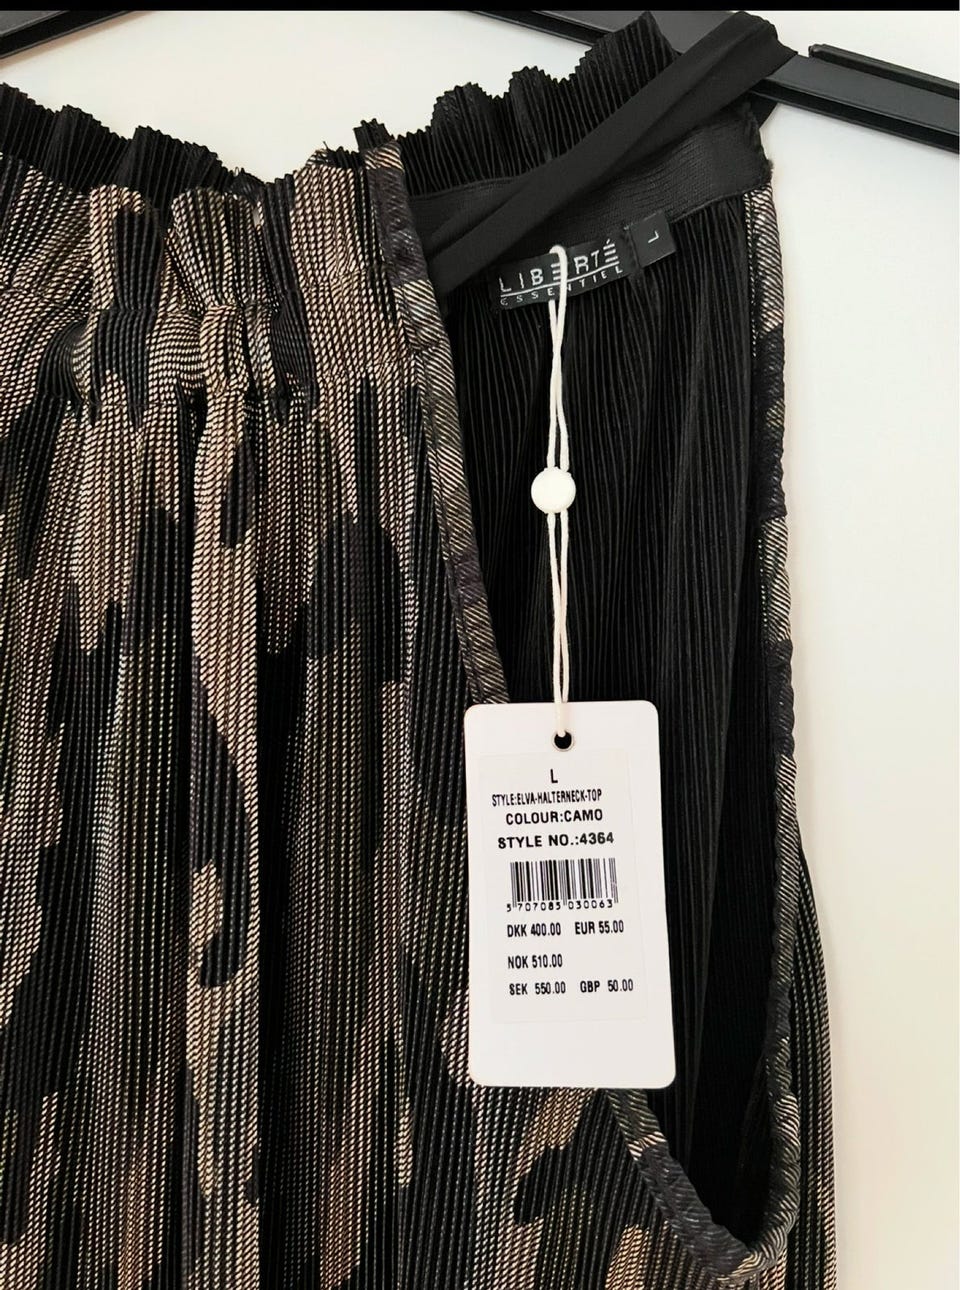 LIBERTÉ
ESSENTIEL
L
L
STYLE:ELVA-HALTERNECK-TOP
COLOUR:CAMO
STYLE NO.:4364
5 707085 030063
DKK 400.00 EUR 55.00
NOK 510.00
SEK 550.00 GBP 50.00